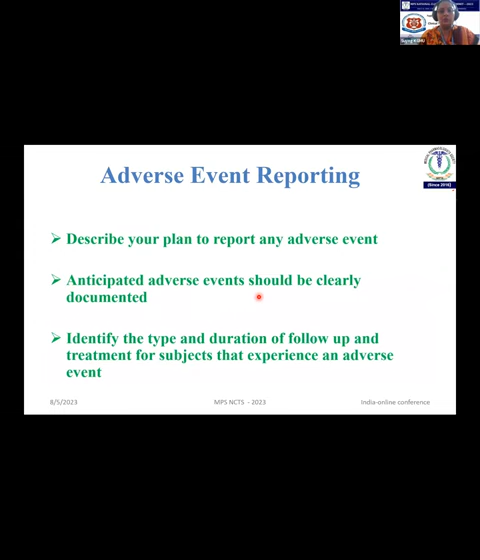 Adverse Event Reporting
(Since 2016)
➢ Describe your plan to report any adverse event
➢ Anticipated adverse events should be clearly
documented
➢ Identify the type and duration of follow up and
treatment for subjects that experience an adverse
event
8/5/2023
MPS NCTS - 2023
India-online conference